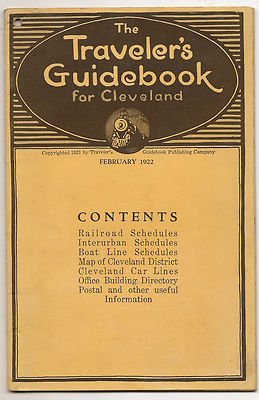 The
Traveler's
Guidebook
for Cleveland
Copyrighted 1921 by Traveler's Guidebook Publishing Company
FEBRUARY 1922
CONTENTS
Railroad Schedules
Interurban Schedules
Boat Line Schedules
Map of Cleveland District
Cleveland Car Lines
Office Building Directory
Postal and other useful
Information